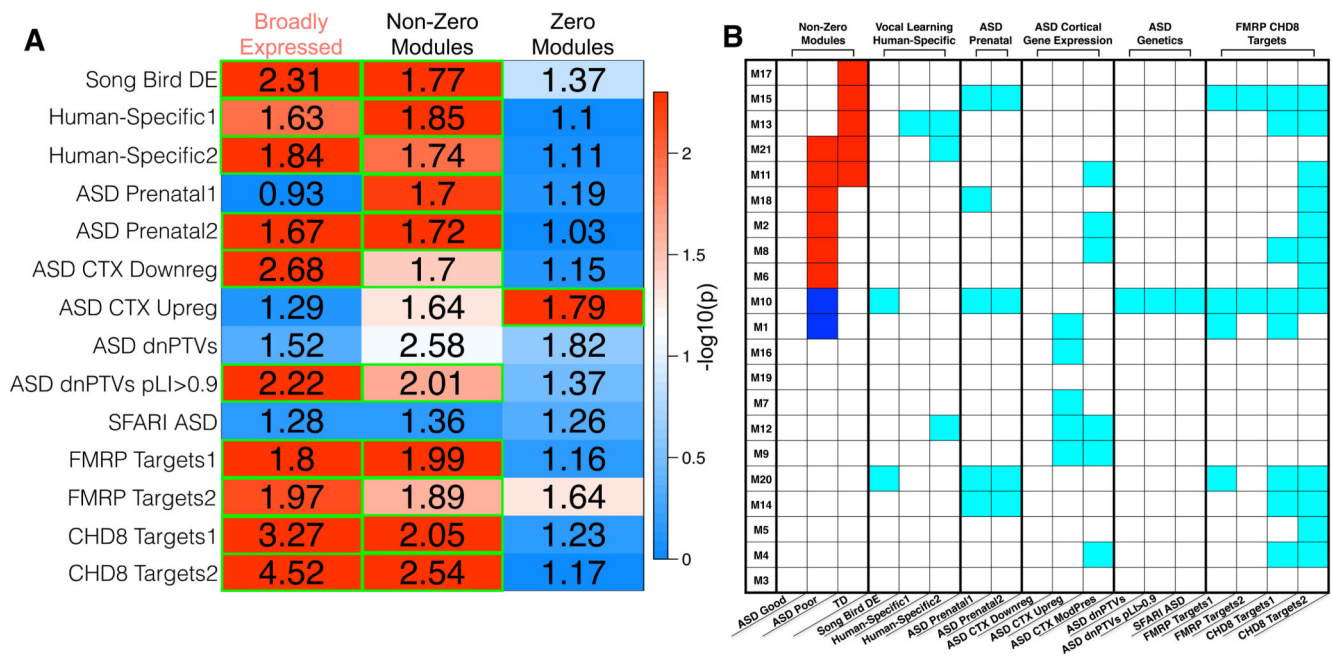 A
Broadly Expressed
Non-Zero Modules
Zero Modules
Song Bird DE 2.31 1.77 1.37
Human-Specific1 1.63 1.85 1.1
Human-Specific2 1.84 1.74 1.11
ASD Prenatal1 0.93 1.7 1.19
ASD Prenatal2 1.67 1.72 1.03
ASD CTX Downreg 2.68 1.7 1.15
ASD CTX Upreg 1.29 1.64 1.79
ASD dnPTVs 1.52 2.58 1.82
ASD dnPTVs pLI>0.9 2.22 2.01 1.37
SFARI ASD 1.28 1.36 1.26
FMRP Targets1 1.8 1.99 1.16
FMRP Targets2 1.97 1.89 1.64
CHD8 Targets1 3.27 2.05 1.23
CHD8 Targets2 4.52 2.54 1.17
2
1.5
1
0.5
0
-log10(p)
B
Non-Zero Modules
Vocal Learning Human-Specific
ASD Prenatal
ASD Cortical Gene Expression
ASD Genetics
FMRP CHD8 Targets
M17
M15
M13
M21
M11
M18
M2
M8
M6
M10
M1
M16
M19
M7
M12
M9
M20
M14
M5
M4
M3
ASD Good
ASD Poor
TD
Song Bird DE
Human-Specific1
Human-Specific2
ASD Prenatal1
ASD Prenatal2
ASD CTX Downreg
ASD CTX Upreg
ASD CTX ModPres
ASD dnPTVs
ASD dnPTVs pLI>0.9
SFARI ASD
FMRP Targets1
FMRP Targets2
CHD8 Targets1
CHD8 Targets2